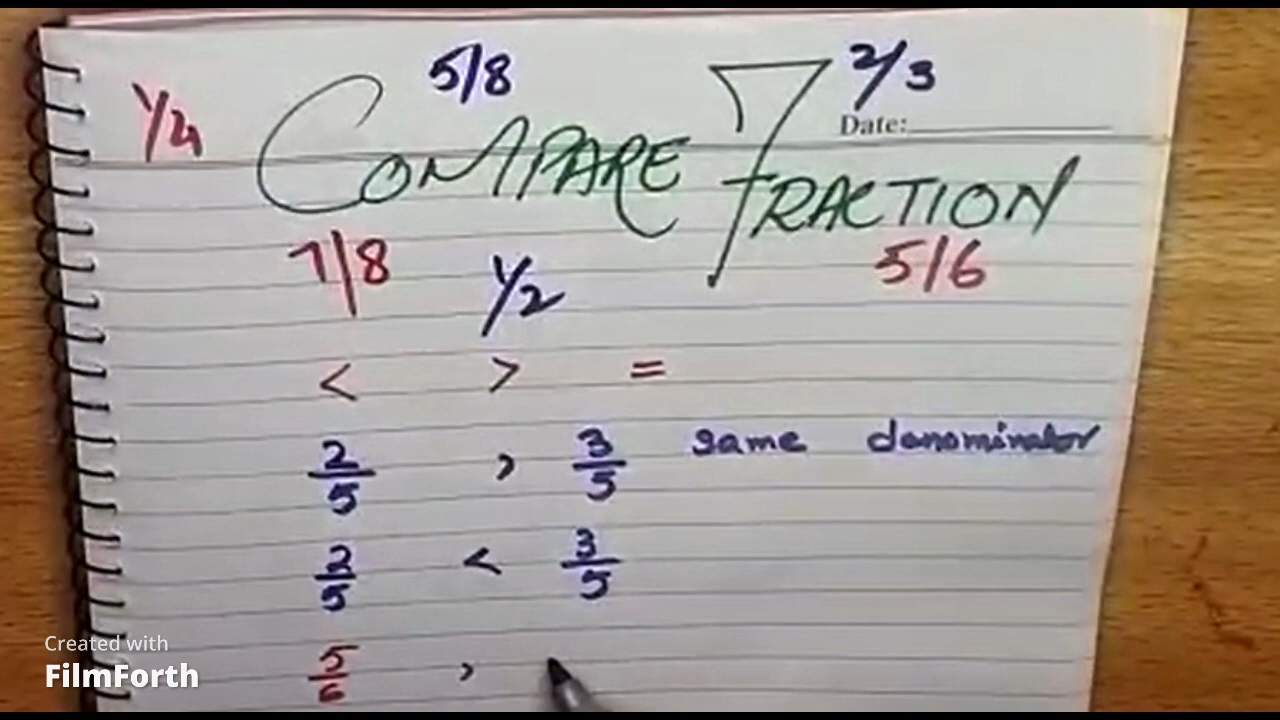 5/8 2/3
1/4 Date:
COMPARE FRACTION
7/8 1/2 5/6
< > =
2/5 > 3/5 same denominator
2/5 < 3/5
5/6 >
Created with
FilmForth